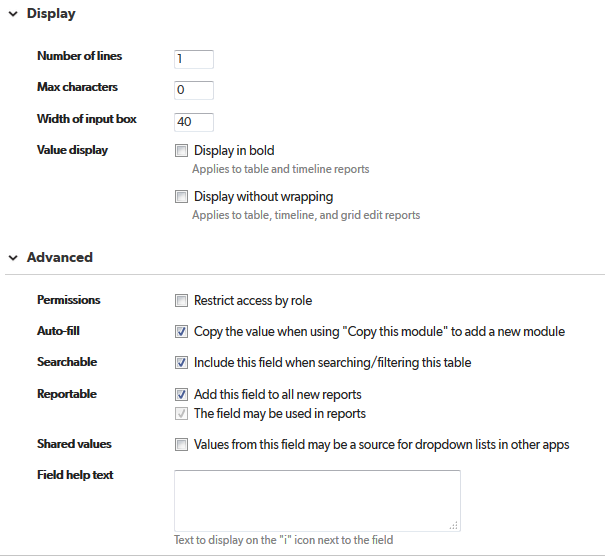 Display
Number of lines 1
Max characters 0
Width of input box 40
Value display Display in bold
Applies to table and timeline reports
Display without wrapping
Applies to table, timeline, and grid edit reports
Advanced
Permissions Restrict access by role
Auto-fill Copy the value when using "Copy this module" to add a new module
Searchable Include this field when searching/filtering this table
Reportable Add this field to all new reports
The field may be used in reports
Shared values Values from this field may be a source for dropdown lists in other apps
Field help text
Text to display on the "i" icon next to the field